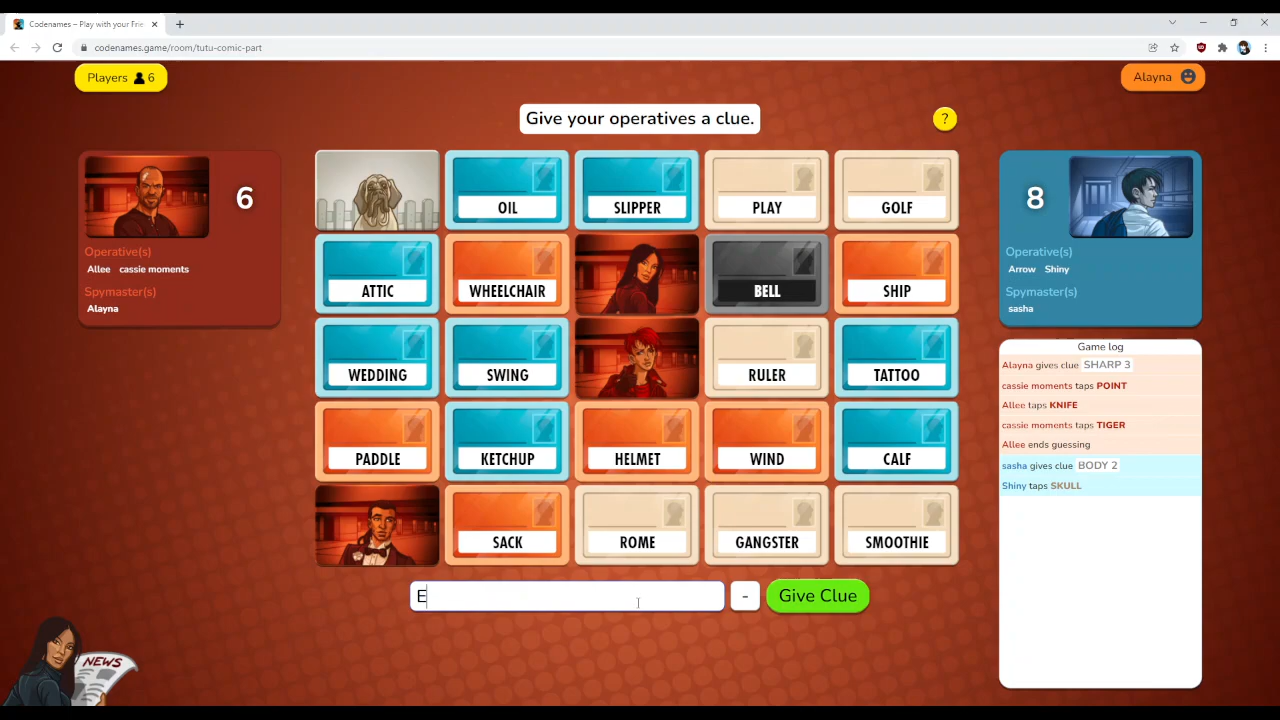 Codenames – Play with your Frie
codenames.game/room/tutu-comic-part
Players 6
Alayna
Give your operatives a clue.
?
6
Operative(s)
Allee cassie moments
Spymaster(s)
Alayna
OIL
SLIPPER
PLAY
GOLF
ATTIC
WHEELCHAIR
BELL
SHIP
WEDDING
SWING
RULER
TATTOO
PADDLE
KETCHUP
HELMET
WIND
CALF
SACK
ROME
GANGSTER
SMOOTHIE
8
Operative(s)
Arrow Shiny
Spymaster(s)
sasha
Game log
Alayna gives clue SHARP 3
cassie moments taps POINT
Allee taps KNIFE
cassie moments taps TIGER
Allee ends guessing
sasha gives clue BODY 2
Shiny taps SKULL
E
-
Give Clue
NEWS